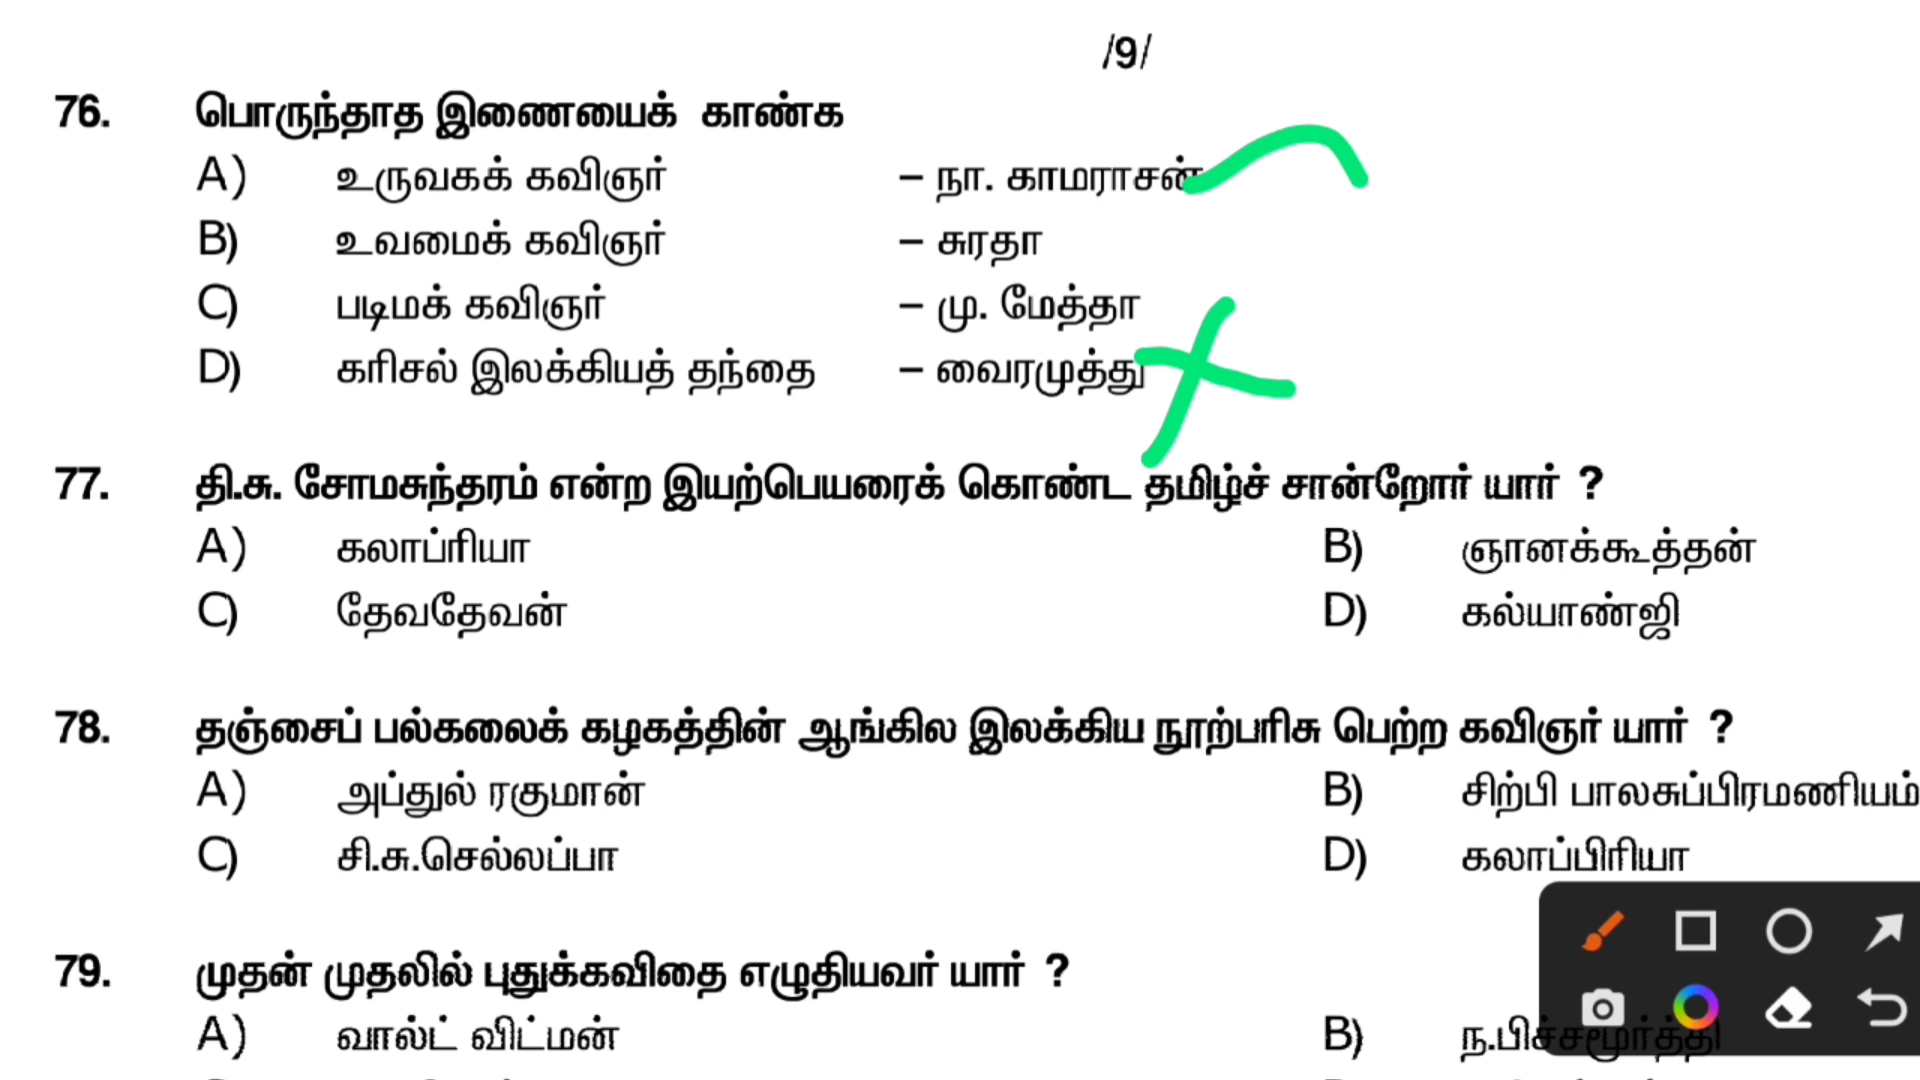 /9/
76. பொருந்தாத இணையைக் காண்க
A) உருவகக் கவிஞர் – நா. காமராசன்
B) உவமைக் கவிஞர் – சுரதா
C) படிமக் கவிஞர் – மு. மேத்தா
D) கரிசல் இலக்கியத் தந்தை – வைரமுத்து
77. தி.சு. சோமசுந்தரம் என்ற இயற்பெயரைக் கொண்ட தமிழ்ச் சான்றோர் யார் ?
A) கலாப்ரியா B) ஞானக்கூத்தன்
C) தேவதேவன் D) கல்யாண்ஜி
78. தஞ்சைப் பல்கலைக் கழகத்தின் ஆங்கில இலக்கிய நூற்பரிசு பெற்ற கவிஞர் யார் ?
A) அப்துல் ரகுமான் B) சிற்பி பாலசுப்பிரமணியம்
C) சி.சு.செல்லப்பா D) கலாப்பிரியா
79. முதன் முதலில் புதுக்கவிதை எழுதியவர் யார் ?
A) வால்ட் விட்மன் B) ந.பிச்சமூர்த்தி